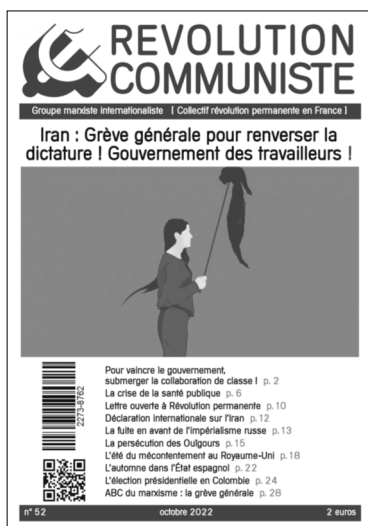 REVOLUTION
COMMUNISTE
Groupe marxiste internationaliste [ Collectif révolution permanente en France ]
Iran : Grève générale pour renverser la
dictature ! Gouvernement des travailleurs !
2273-8762
Pour vaincre le gouvernement,
submerger la collaboration de classe ! p. 2
La crise de la santé publique p. 6
Lettre ouverte à Révolution permanente p. 10
Déclaration internationale sur l'Iran p. 12
La fuite en avant de l'impérialisme russe p. 13
La persécution des Ouïgours p. 15
L'été du mécontentement au Royaume-Uni p. 18
L'automne dans l'État espagnol p. 22
L'élection présidentielle en Colombie p. 24
ABC du marxisme : la grève générale p. 28
n° 52 octobre 2022 2 euros